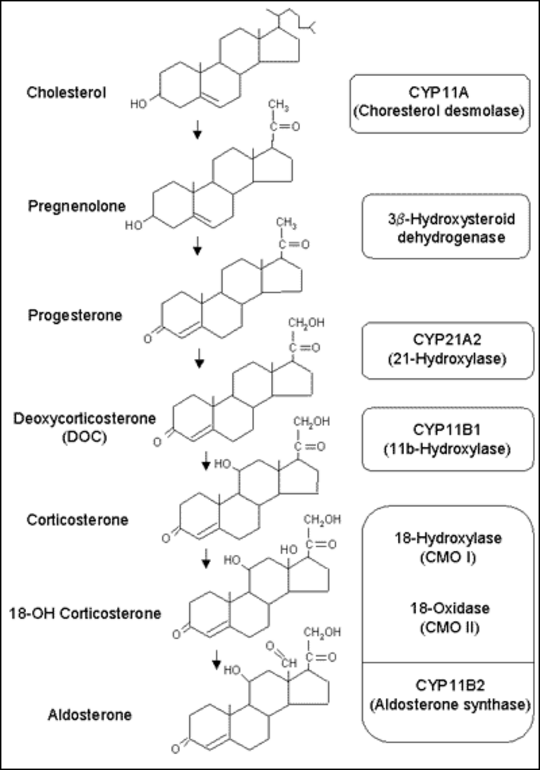 Cholesterol
HO
CYP11A
(Choresterol desmolase)
CH3
C=O
Pregnenolone
HO
3β-Hydroxysteroid
dehydrogenase
CH3
C=O
Progesterone
O
CYP21A2
(21-Hydroxylase)
CH2OH
C=O
Deoxycorticosterone
(DOC)
O
CYP11B1
(11b-Hydroxylase)
CH2OH
C=O
HO
Corticosterone
O
18-Hydroxylase
(CMO I)
CH2OH
C=O
HO
HO
18-OH Corticosterone
O
18-Oxidase
(CMO II)
CH2OH
O
CH
C=O
HO
Aldosterone
O
CYP11B2
(Aldosterone synthase)